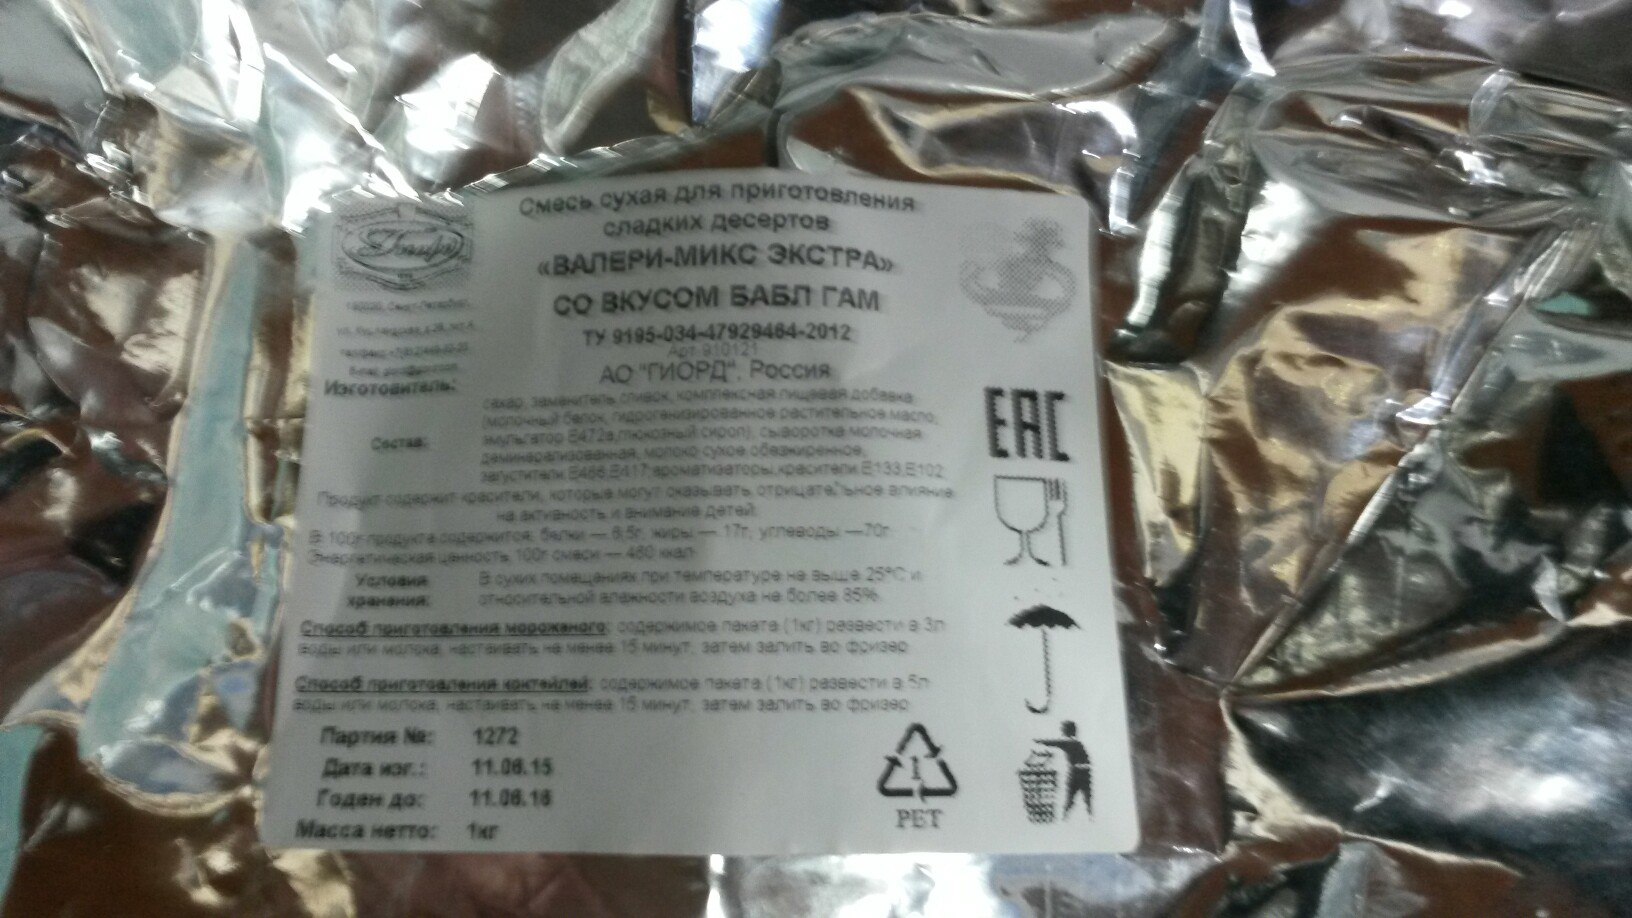 Смесь сухая для приготовления
сладких десертов
«ВАЛЕРИ-МИКС ЭКСТРА»
СО ВКУСОМ БАБЛ ГАМ
ТУ 9195-034-47929464-2012
Арт. 910121
АО "ГИОРД", Россия
Изготовитель:
Состав:
сахар, заменитель сливок, комплексная пищевая добавка
(молочный белок, гидрогенизированное растительное масло,
эмульгатор Е472а, глюкозный сироп), сыворотка молочная
деминерализованная, молоко сухое обезжиренное,
загустители: Е466, Е417, ароматизаторы, красители: Е133, Е102
Продукт содержит красители, которые могут оказывать отрицательное влияние
на активность и внимание детей.
В 100г продукта содержится: белки — 6,5г, жиры — 17г, углеводы —70г
Энергетическая ценность 100г смеси — 460 ккал
Условия хранения:
В сухих помещениях при температуре не выше 25°С и
относительной влажности воздуха не более 85%.
Способ приготовления мороженого: содержимое пакета (1кг) развести в 3л
воды или молока, настаивать не менее 15 минут, затем залить во фризер
Способ приготовления коктейлей: содержимое пакета (1кг) развести в 5л
воды или молока, настаивать не менее 15 минут, затем залить во фризер
Партия №: 1272
Дата изг.: 11.06.15
Годен до: 11.06.16
Масса нетто: 1кг
EAC
1
PET